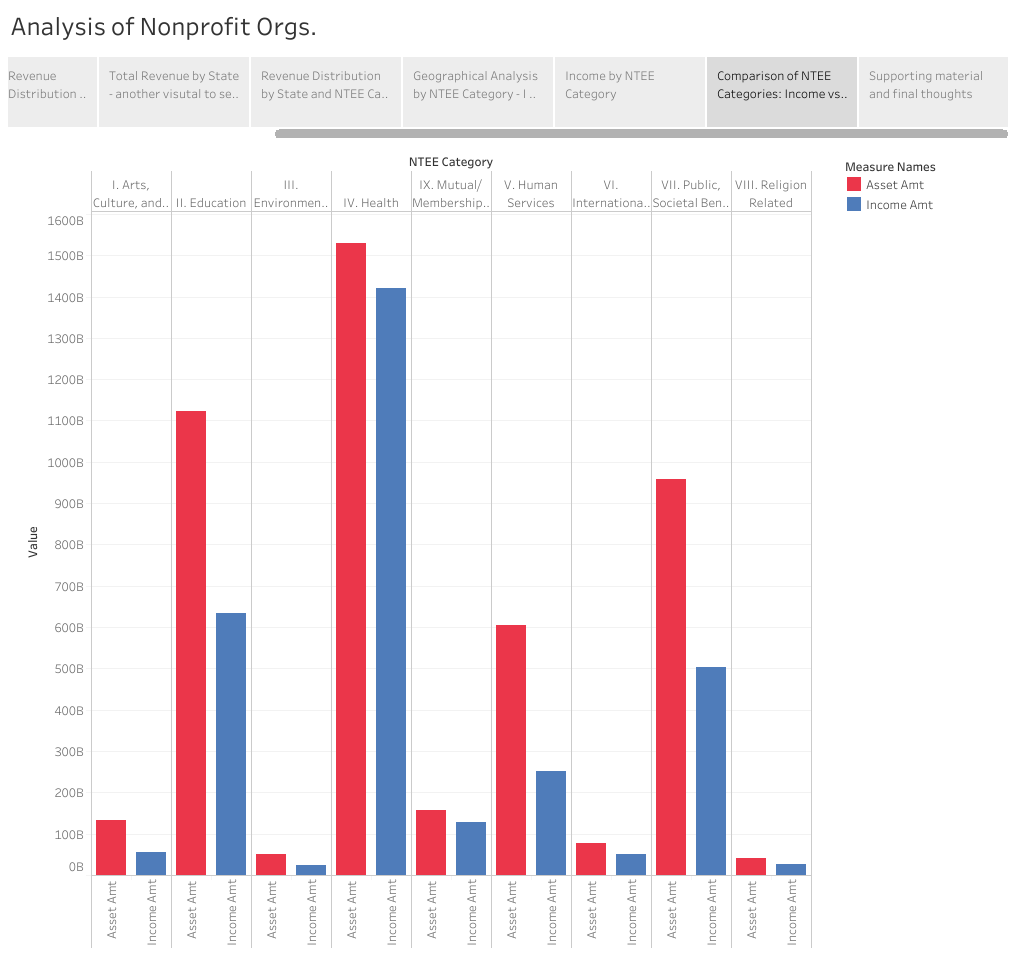 Analysis of Nonprofit Orgs.
Revenue
Distribution ..
Total Revenue by State
- another visutal to se..
Revenue Distribution
by State and NTEE Ca..
Geographical Analysis
by NTEE Category - I ..
Income by NTEE
Category
Comparison of NTEE
Categories: Income vs..
Supporting material
and final thoughts
NTEE Category
I. Arts,
Culture, and..
II. Education
III.
Environmen..
IV. Health
IX. Mutual/
Membership..
V. Human
Services
VI.
Internationa..
VII. Public,
Societal Ben..
VIII. Religion
Related
Measure Names
Asset Amt
Income Amt
Value
1600B
1500B
1400B
1300B
1200B
1100B
1000B
900B
800B
700B
600B
500B
400B
300B
200B
100B
0B
Asset Amt
Income Amt
Asset Amt
Income Amt
Asset Amt
Income Amt
Asset Amt
Income Amt
Asset Amt
Income Amt
Asset Amt
Income Amt
Asset Amt
Income Amt
Asset Amt
Income Amt
Asset Amt
Income Amt